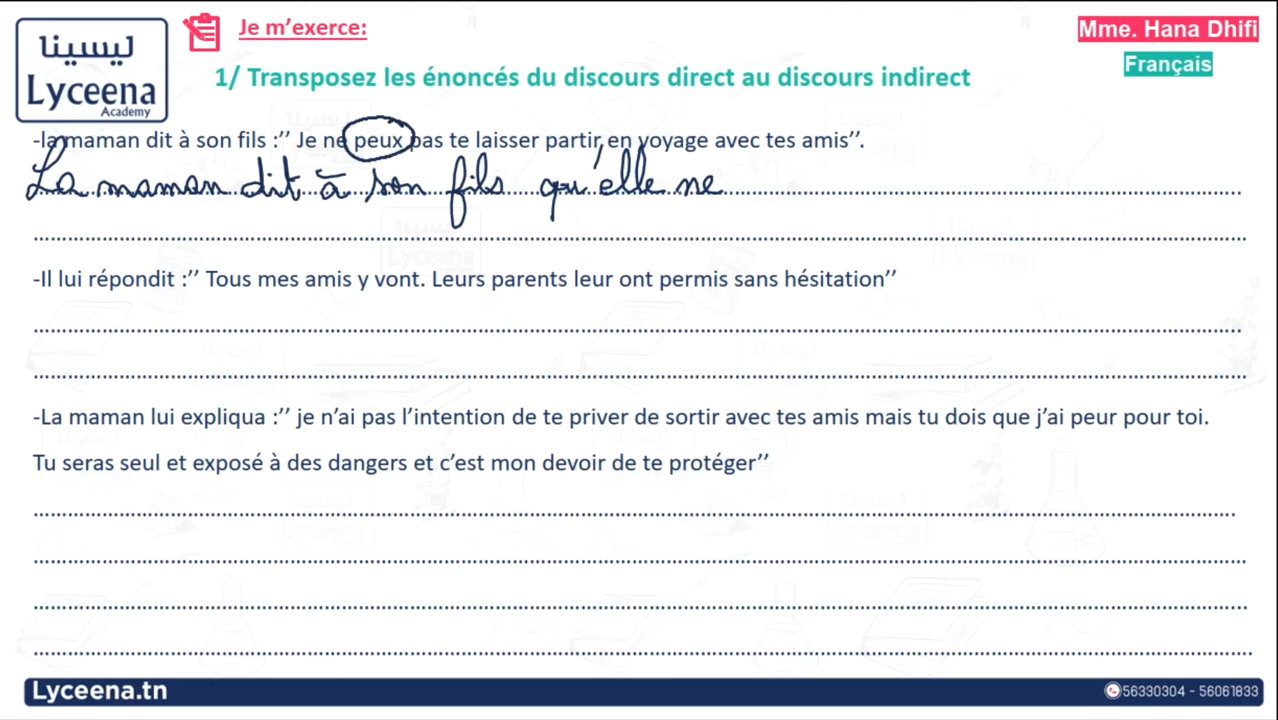 ليسينا
Lyceena
Academy
Je m’exerce:
Mme. Hana Dhifi
Français
1/ Transposez les énoncés du discours direct au discours indirect
-la maman dit à son fils :’’ Je ne peux pas te laisser partir en voyage avec tes amis’’.
La maman dit à son fils qu'elle ne
-Il lui répondit :’’ Tous mes amis y vont. Leurs parents leur ont permis sans hésitation’’
-La maman lui expliqua :’’ je n’ai pas l’intention de te priver de sortir avec tes amis mais tu dois que j’ai peur pour toi.
Tu seras seul et exposé à des dangers et c’est mon devoir de te protéger’’
Lyceena.tn
56330304 - 56061833